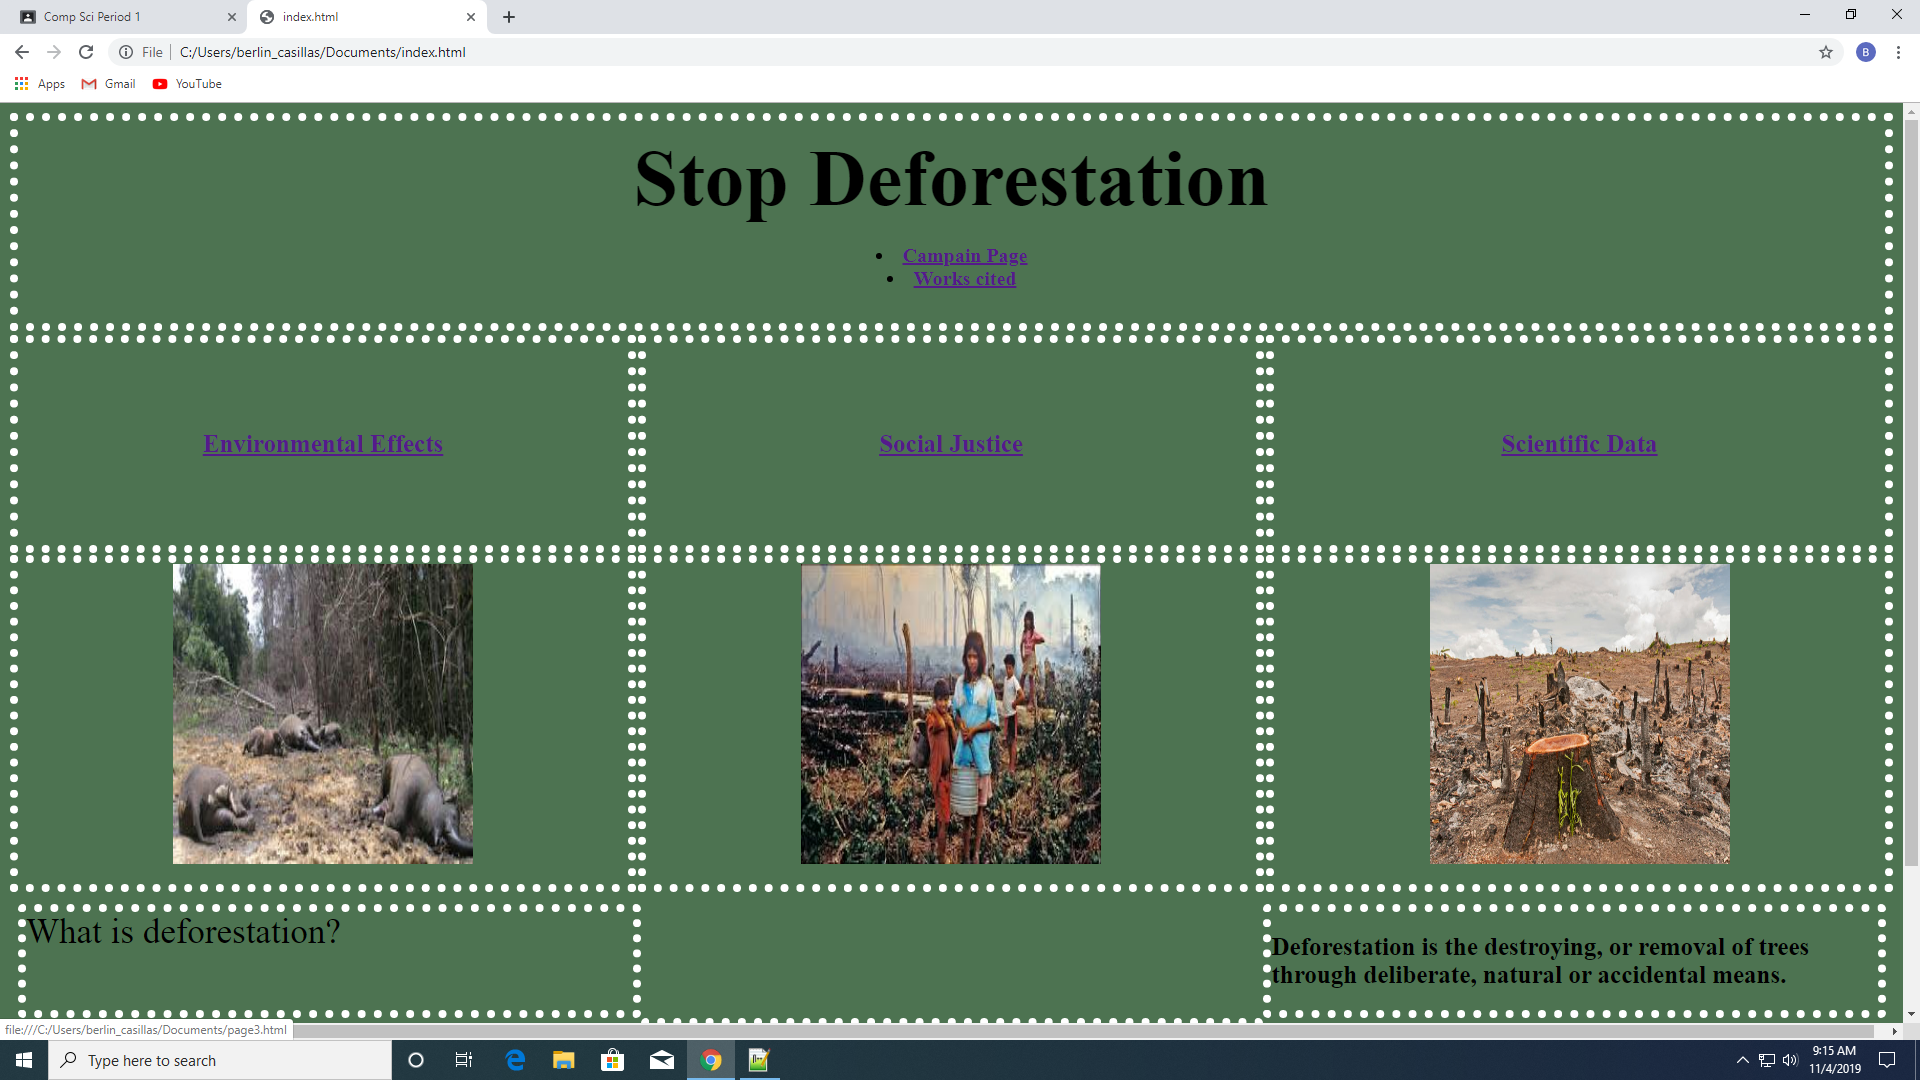 Comp Sci Period 1
index.html
File
C:/Users/berlin_casillas/Documents/index.html
B
Apps
Gmail
YouTube
Stop Deforestation
Campain Page
Works cited
Environmental Effects
Social Justice
Scientific Data
What is deforestation?
Deforestation is the destroying, or removal of trees
through deliberate, natural or accidental means.
file:///C:/Users/berlin_casillas/Documents/page3.html
Type here to search
9:15 AM
11/4/2019